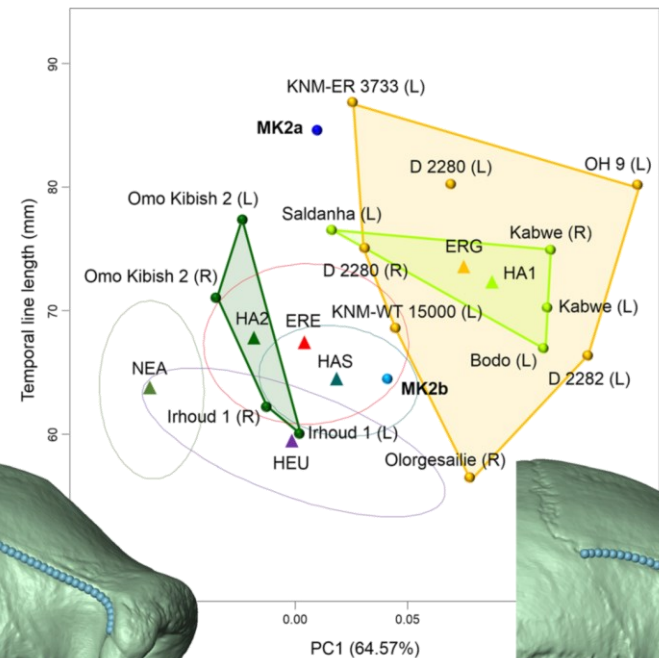 90
KNM-ER 3733 (L)
MK2a
D 2280 (L)
OH 9 (L)
80
Omo Kibish 2 (L)
Saldanha (L)
Kabwe (R)
ERG
Omo Kibish 2 (R)
D 2280 (R)
HA1
70
KNM-WT 15000 (L)
Kabwe (L)
HA2
ERE
NEA
HAS
Bodo (L)
D 2282 (L)
MK2b
Irhoud 1 (R)
Irhoud 1 (L)
60
HEU
Olorgesailie (R)
Temporal line length (mm)
0.00
0.05
PC1 (64.57%)